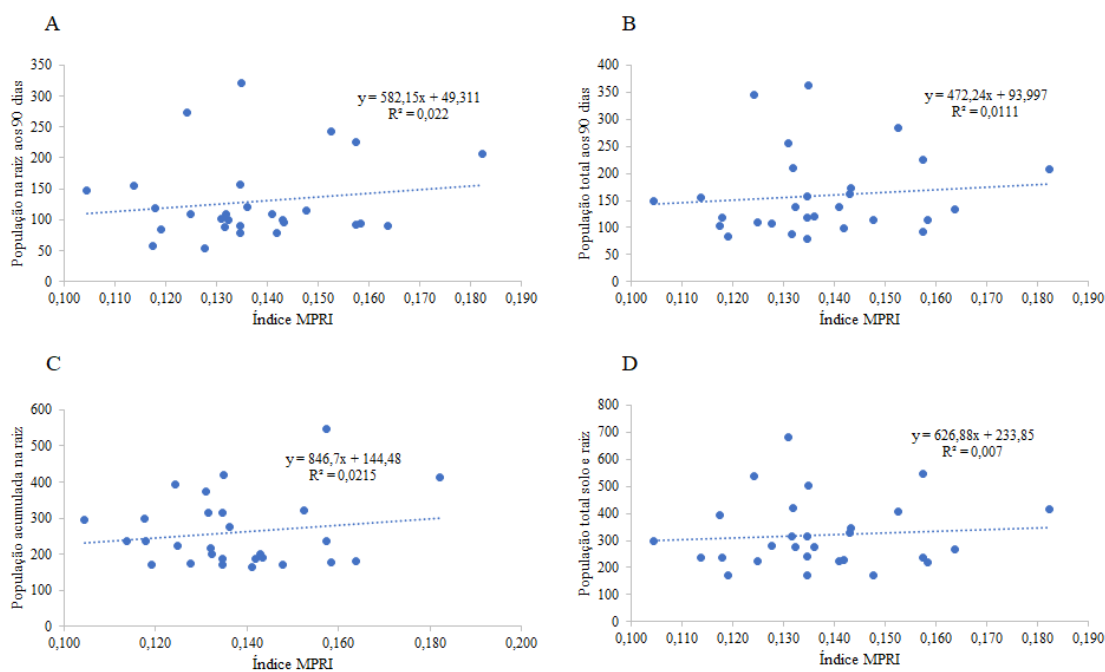 A
População na raiz aos 90 dias
350
300
250
200
150
100
50
0
y = 582,15x + 49,311
R² = 0,022
0,100 0,110 0,120 0,130 0,140 0,150 0,160 0,170 0,180 0,190
Índice MPRI
B
População total aos 90 dias
400
350
300
250
200
150
100
50
0
y = 472,24x + 93,997
R² = 0,0111
0,100 0,110 0,120 0,130 0,140 0,150 0,160 0,170 0,180 0,190
Índice MPRI
C
População acumulada na raiz
600
500
400
300
200
100
0
y = 846,7x + 144,48
R² = 0,0215
0,100 0,120 0,140 0,160 0,180 0,200
Índice MPRI
D
População total solo e raiz
800
700
600
500
400
300
200
100
0
y = 626,88x + 233,85
R² = 0,007
0,100 0,110 0,120 0,130 0,140 0,150 0,160 0,170 0,180 0,190
Índice MPRI